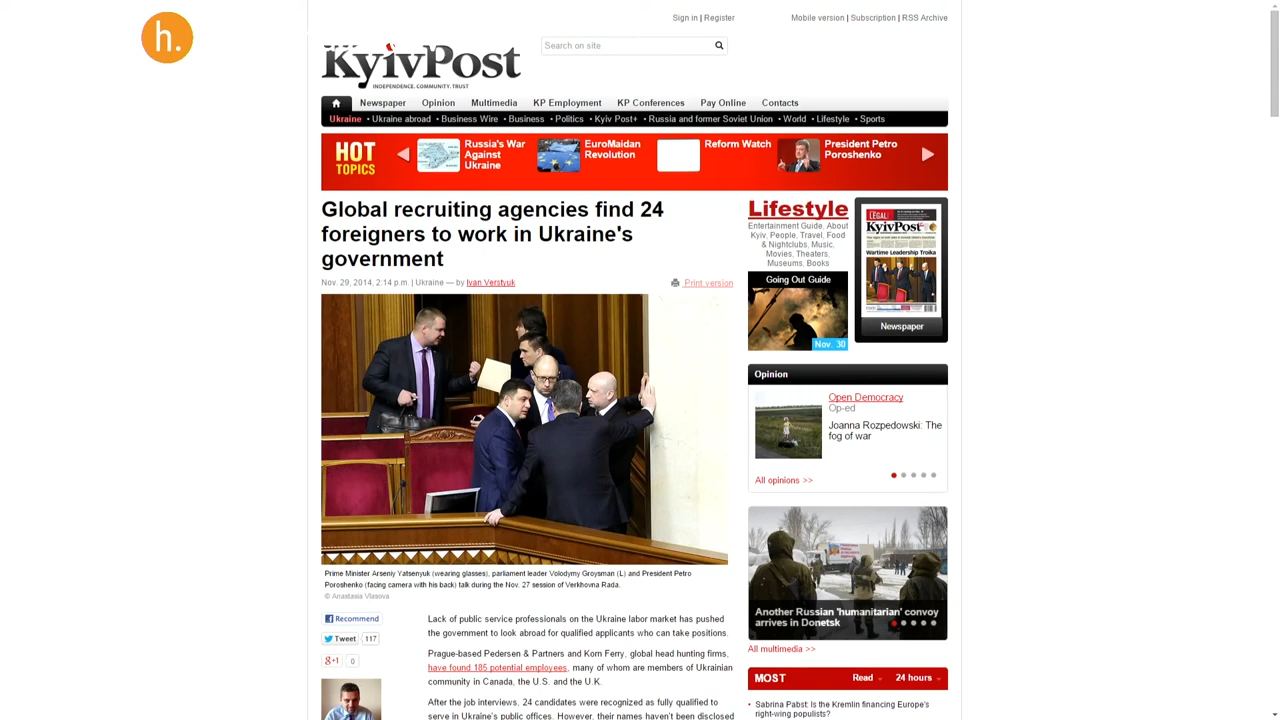 h.
Sign in | Register
Mobile version | Subscription | RSS Archive
KyivPost
INDEPENDENCE. COMMUNITY. TRUST
Search on site
Newspaper Opinion Multimedia KP Employment KP Conferences Pay Online Contacts
Ukraine • Ukraine abroad • Business Wire • Business • Politics • Kyiv Post+ • Russia and former Soviet Union • World • Lifestyle • Sports
HOT
TOPICS
Russia's War
Against
Ukraine
EuroMaidan
Revolution
Reform Watch
President Petro
Poroshenko
Global recruiting agencies find 24
foreigners to work in Ukraine's
government
Nov. 29, 2014, 2:14 p.m. | Ukraine — by Ivan Verstyuk
Print version
Prime Minister Arseniy Yatsenyuk (wearing glasses), parliament leader Volodymy Groysman (L) and President Petro
Poroshenko (facing camera with his back) talk during the Nov. 27 session of Verkhovna Rada.
© Anastasia Vlasova
Recommend
Tweet 117
g+1 0
Lack of public service professionals on the Ukraine labor market has pushed
the government to look abroad for qualified applicants who can take positions.
Prague-based Pedersen & Partners and Korn Ferry, global head hunting firms,
have found 185 potential employees, many of whom are members of Ukrainian
community in Canada, the U.S. and the U.K.
After the job interviews, 24 candidates were recognized as fully qualified to
serve in Ukraine's public offices. However, their names haven't been disclosed
Lifestyle
Entertainment Guide, About
Kyiv, People, Travel, Food
& Nightclubs, Music,
Movies, Theaters,
Museums, Books
Going Out Guide
Nov. 30
LEGAL
KyivPost
Wartime Leadership Troika
Newspaper
Opinion
Open Democracy
Op-ed
Joanna Rozpedowski: The
fog of war
All opinions >>
Another Russian 'humanitarian' convoy
arrives in Donetsk
All multimedia >>
MOST Read 24 hours
• Sabrina Pabst: Is the Kremlin financing Europe's
right-wing populists?